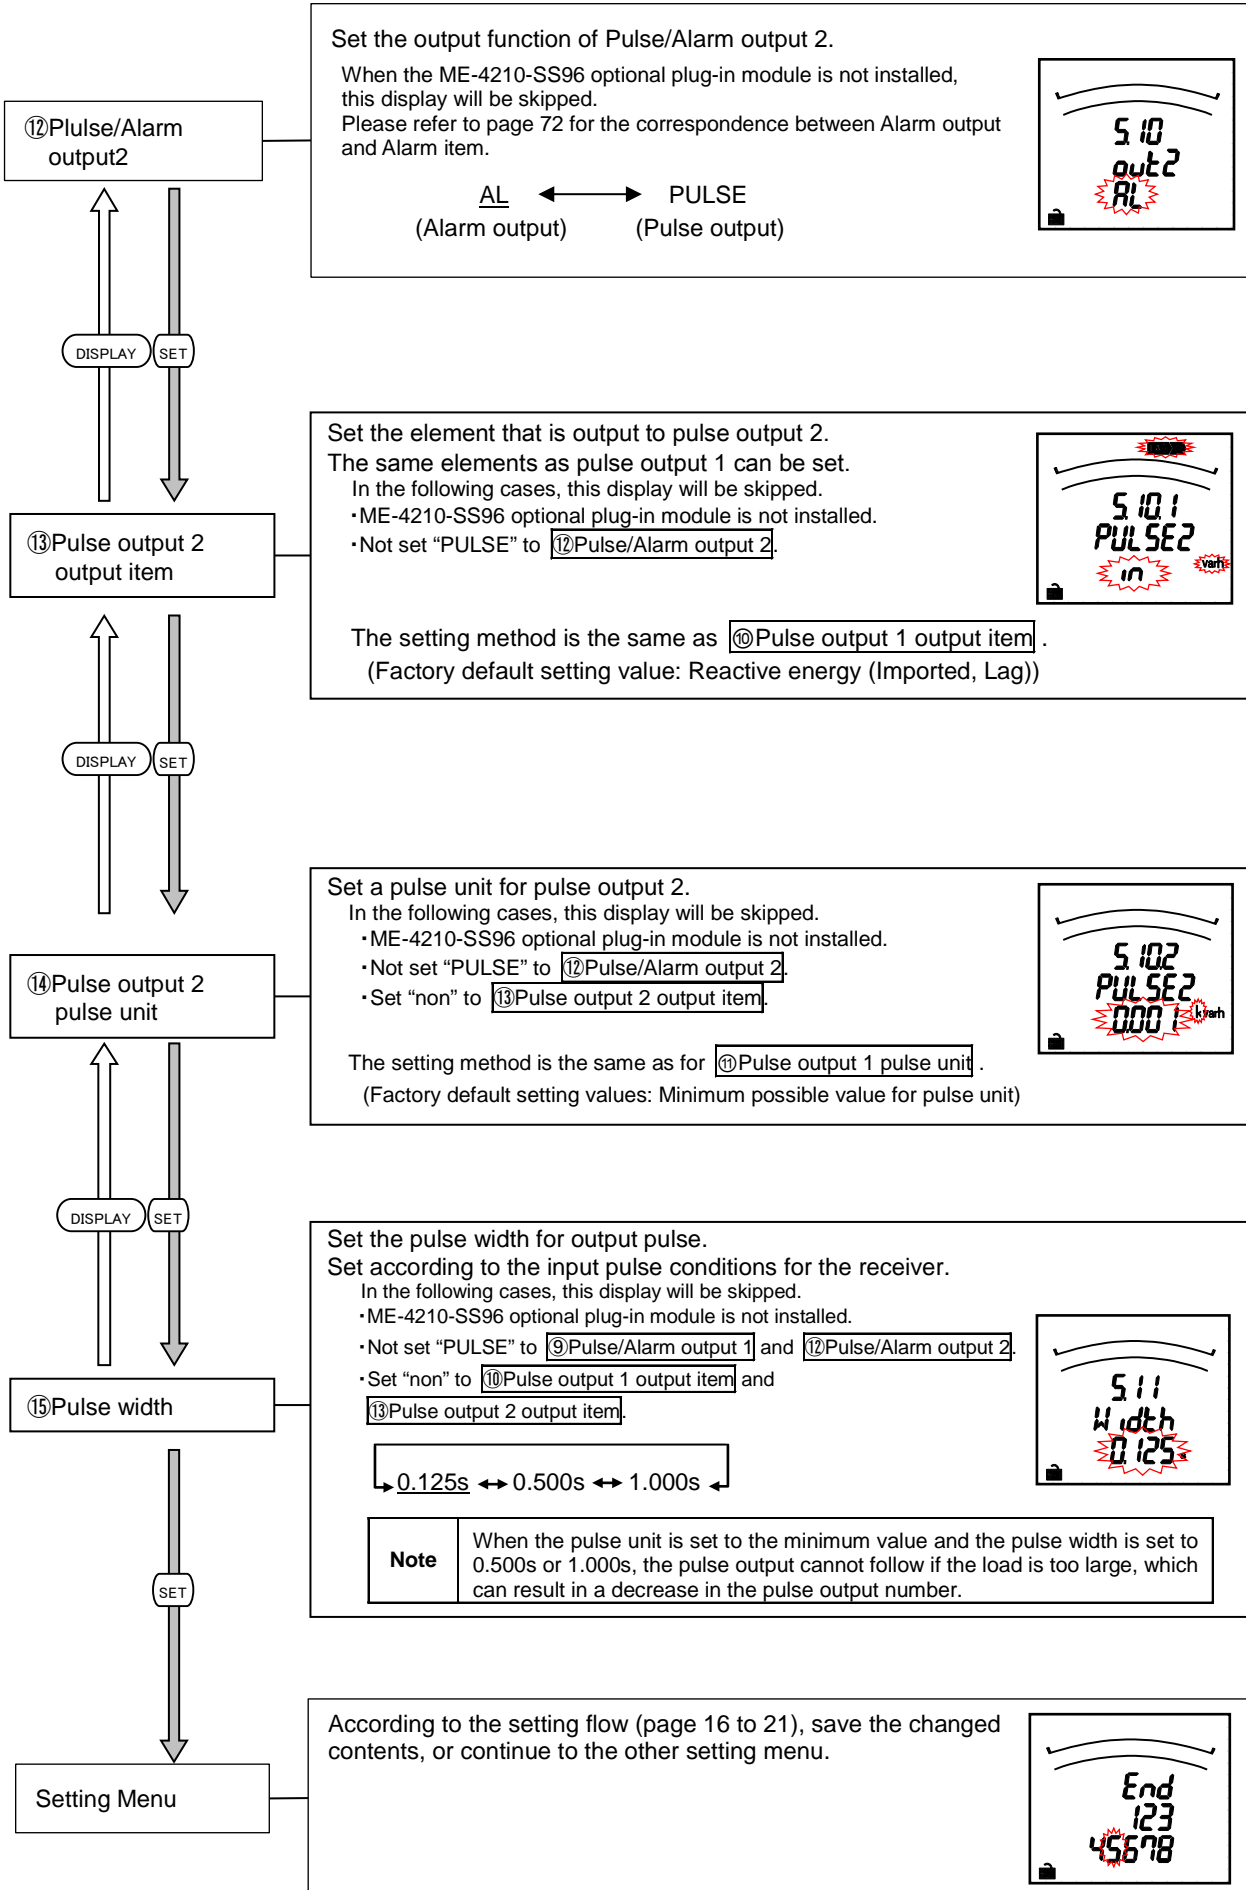 Set the output function of Pulse/Alarm output 2.
When the ME-4210-SS96 optional plug-in module is not installed,
this display will be skipped.
Please refer to page 72 for the correspondence between Alarm output
and Alarm item.
AL PULSE
(Alarm output) (Pulse output)
⑫Plulse/Alarm
output2
5.10
out2
AL
DISPLAY SET
Set the element that is output to pulse output 2.
The same elements as pulse output 1 can be set.
In the following cases, this display will be skipped.
・ME-4210-SS96 optional plug-in module is not installed.
・Not set “PULSE” to ⑫Pulse/Alarm output 2.
The setting method is the same as ⑩Pulse output 1 output item .
(Factory default setting value: Reactive energy (Imported, Lag))
⑬Pulse output 2
output item
5.10.1
PULSE2
in varh
DISPLAY SET
Set a pulse unit for pulse output 2.
In the following cases, this display will be skipped.
・ME-4210-SS96 optional plug-in module is not installed.
・Not set “PULSE” to ⑫Pulse/Alarm output 2.
・Set “non” to ⑬Pulse output 2 output item.
The setting method is the same as for ⑪Pulse output 1 pulse unit .
(Factory default setting values: Minimum possible value for pulse unit)
⑭Pulse output 2
pulse unit
5.10.2
PULSE2
0.001 kvarh
DISPLAY SET
Set the pulse width for output pulse.
Set according to the input pulse conditions for the receiver.
In the following cases, this display will be skipped.
・ME-4210-SS96 optional plug-in module is not installed.
・Not set “PULSE” to ⑨Pulse/Alarm output 1 and ⑫Pulse/Alarm output 2.
・Set “non” to ⑩Pulse output 1 output item and
⑬Pulse output 2 output item.
0.125s 0.500s 1.000s
Note When the pulse unit is set to the minimum value and the pulse width is set to
0.500s or 1.000s, the pulse output cannot follow if the load is too large, which
can result in a decrease in the pulse output number.
⑮Pulse width
5.11
Width
0.125
SET
According to the setting flow (page 16 to 21), save the changed
contents, or continue to the other setting menu.
Setting Menu
End
123
45678